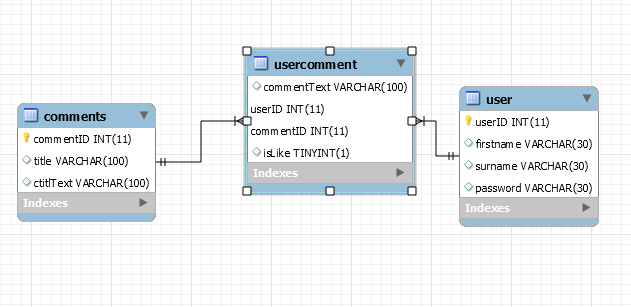 comments
commentID INT(11)
title VARCHAR(100)
ctitlText VARCHAR(100)
Indexes
usercomment
commentText VARCHAR(100)
userID INT(11)
commentID INT(11)
isLike TINYINT(1)
Indexes
user
userID INT(11)
firstname VARCHAR(30)
surname VARCHAR(30)
password VARCHAR(30)
Indexes